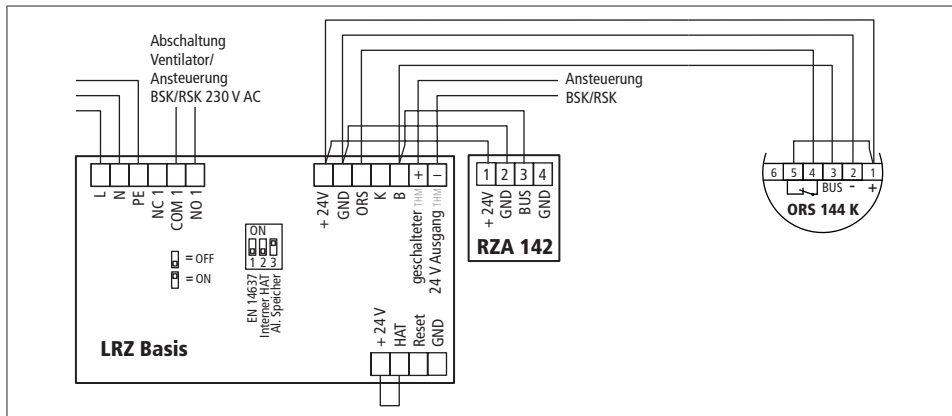 Abschaltung
Ventilator/
Ansteuerung
BSK/RSK 230 V AC
Ansteuerung
BSK/RSK
L
N
PE
NC 1
COM 1
NO 1
+ 24V
GND
ORS
K
B
+
–
geschalteter THM
24 V Ausgang THM
1 2 3 4
+ 24V
GND
BUS
GND
RZA 142
6 5 4 3 2 1
BUS - +
ORS 144 K
ON
1 2 3
= OFF
= ON
EN 14637
Interner HAT
Al. Speicher
LRZ Basis
+ 24 V
HAT
Reset
GND